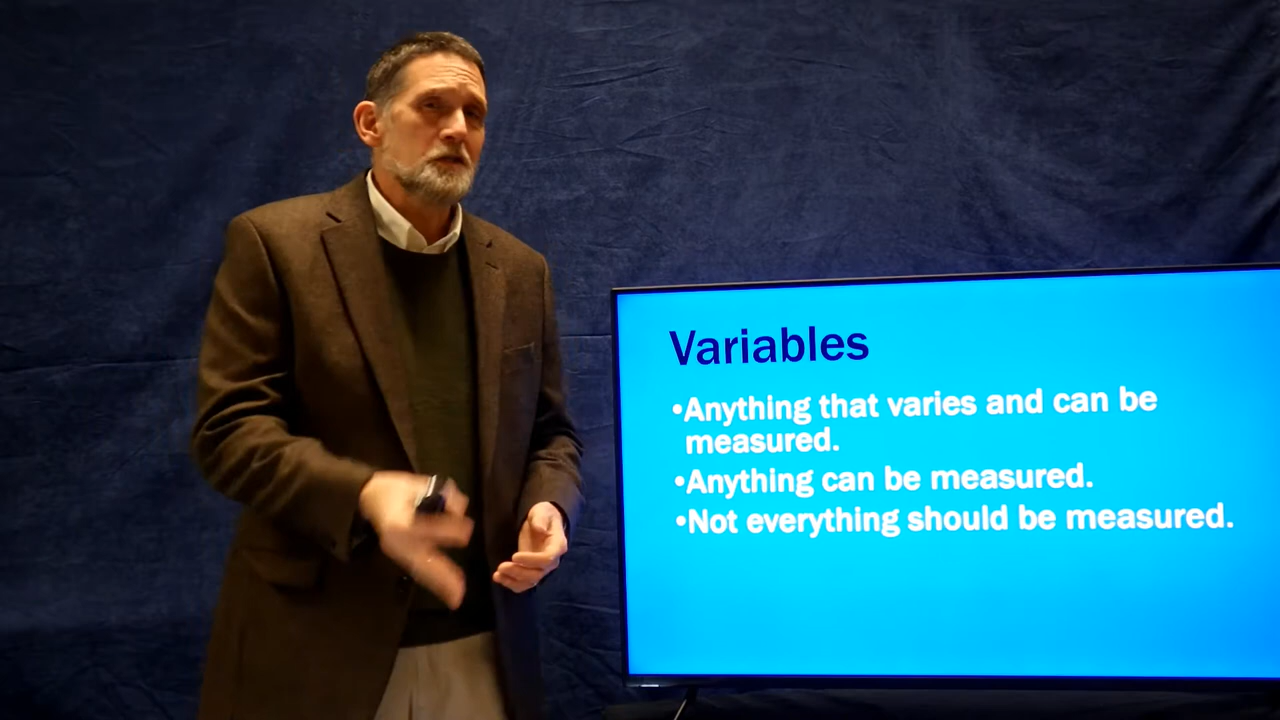 Variables
•Anything that varies and can be
measured.
•Anything can be measured.
•Not everything should be measured.